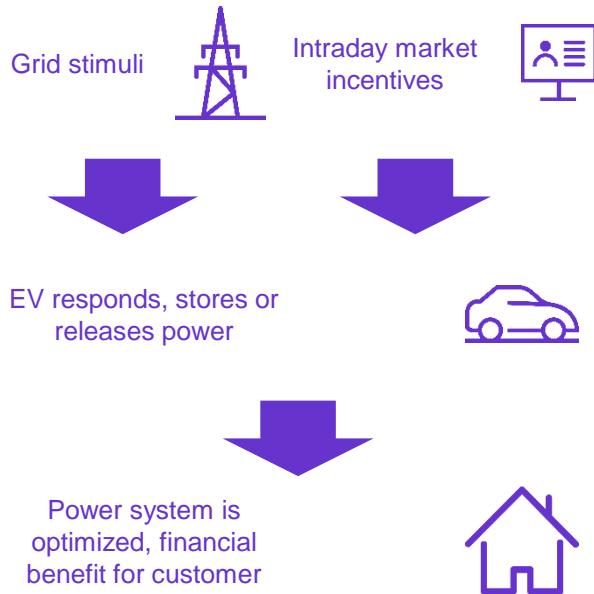 Grid stimuli
Intraday market
incentives
EV responds, stores or
releases power
Power system is
optimized, financial
benefit for customer